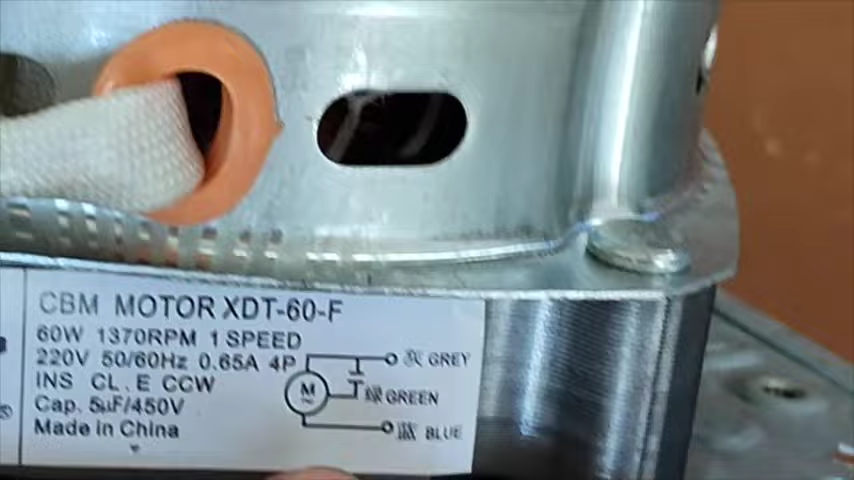 CBM MOTOR XDT-60-F
60W 1370RPM 1 SPEED
220V 50/60Hz 0.65A 4P
INS CL.E CCW
Cap. 5µF/450V
Made in China
灰 GREY
M
~
绿 GREEN
蓝 BLUE
®